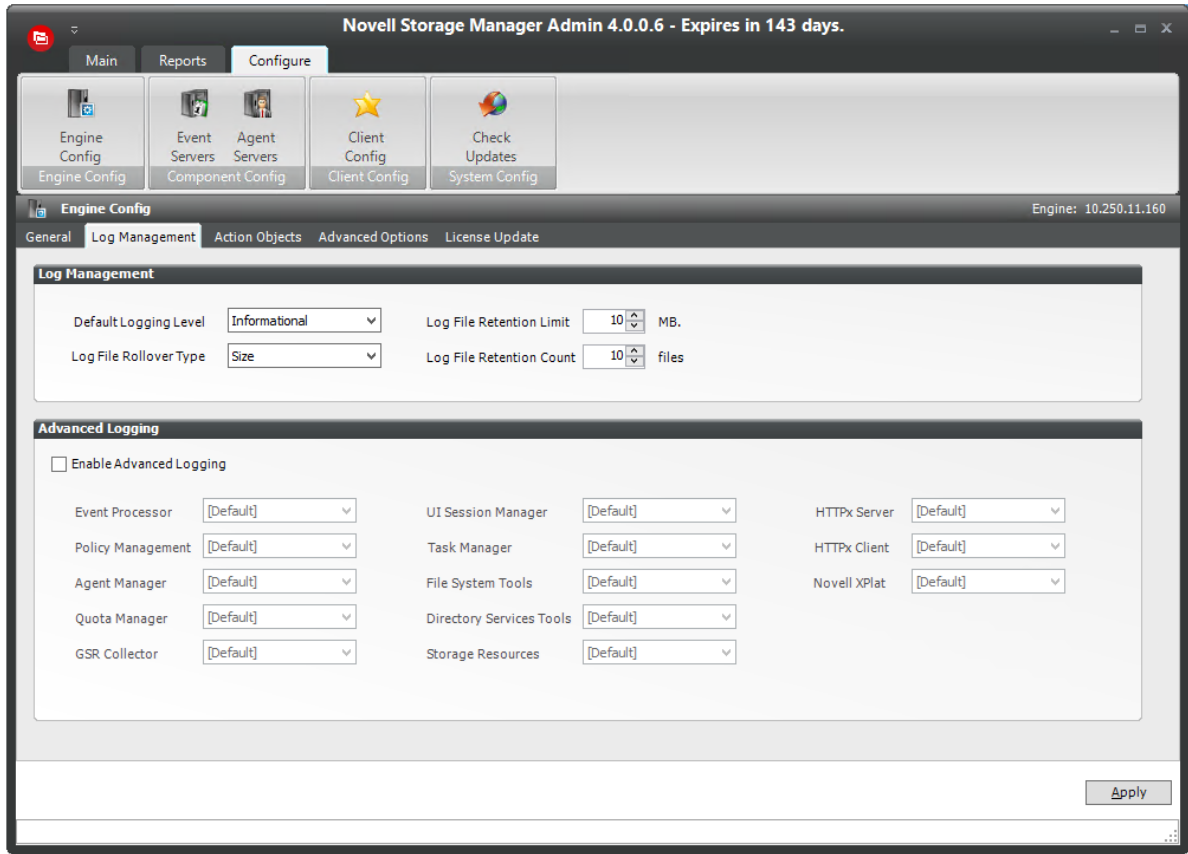 Novell Storage Manager Admin 4.0.0.6 - Expires in 143 days.
Main Reports Configure
Engine Config
Event Servers Agent Servers
Client Config
Check Updates
Engine Config Component Config Client Config System Config
Engine Config Engine: 10.250.11.160
General Log Management Action Objects Advanced Options License Update
Log Management
Default Logging Level Informational Log File Retention Limit 10 MB.
Log File Rollover Type Size Log File Retention Count 10 files
Advanced Logging
Enable Advanced Logging
Event Processor [Default] UI Session Manager [Default] HTTPx Server [Default]
Policy Management [Default] Task Manager [Default] HTTPx Client [Default]
Agent Manager [Default] File System Tools [Default] Novell XPlat [Default]
Quota Manager [Default] Directory Services Tools [Default]
GSR Collector [Default] Storage Resources [Default]
Apply